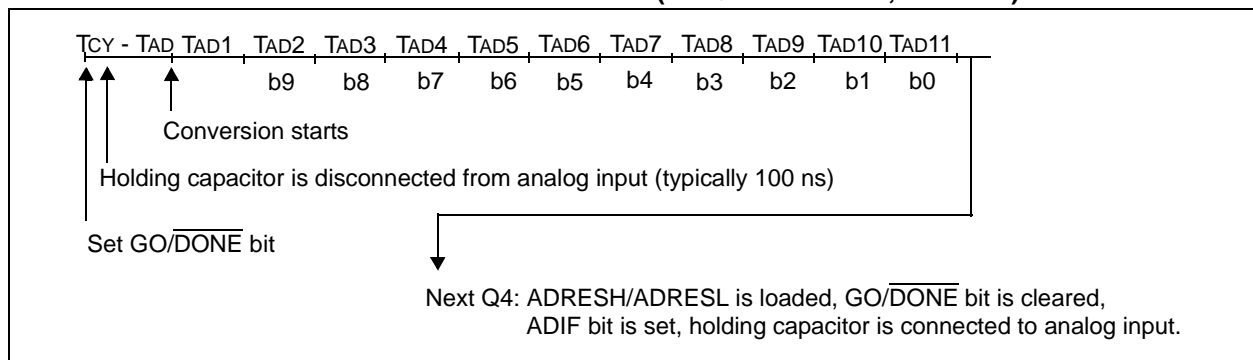 TCY - TAD TAD1 TAD2 TAD3 TAD4 TAD5 TAD6 TAD7 TAD8 TAD9 TAD10 TAD11
b9 b8 b7 b6 b5 b4 b3 b2 b1 b0
Conversion starts
Holding capacitor is disconnected from analog input (typically 100 ns)
Set GO/DONE bit
Next Q4: ADRESH/ADRESL is loaded, GO/DONE bit is cleared,
ADIF bit is set, holding capacitor is connected to analog input.